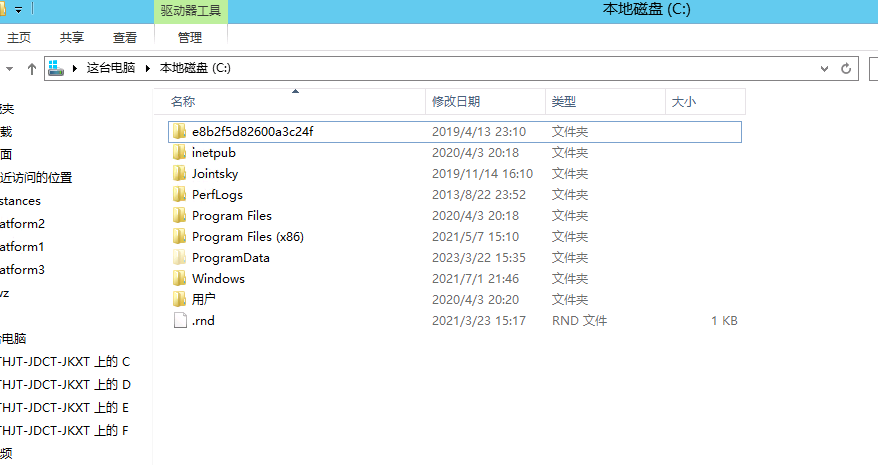 驱动器工具
本地磁盘 (C:)
主页 共享 查看 管理
这台电脑 本地磁盘 (C:)
名称 修改日期 类型 大小
e8b2f5d82600a3c24f 2019/4/13 23:10 文件夹
inetpub 2020/4/3 20:18 文件夹
Jointsky 2019/11/14 16:10 文件夹
PerfLogs 2013/8/22 23:52 文件夹
Program Files 2020/4/3 20:18 文件夹
Program Files (x86) 2021/5/7 15:10 文件夹
ProgramData 2023/3/22 15:35 文件夹
Windows 2021/7/1 21:46 文件夹
用户 2020/4/3 20:20 文件夹
.rnd 2021/3/23 15:17 RND 文件 1 KB
夹
载
面
近访问的位置
stances
atform2
atform1
atform3
vz
电脑
THJT-JDCT-JKXT 上的 C
THJT-JDCT-JKXT 上的 D
THJT-JDCT-JKXT 上的 E
THJT-JDCT-JKXT 上的 F
频